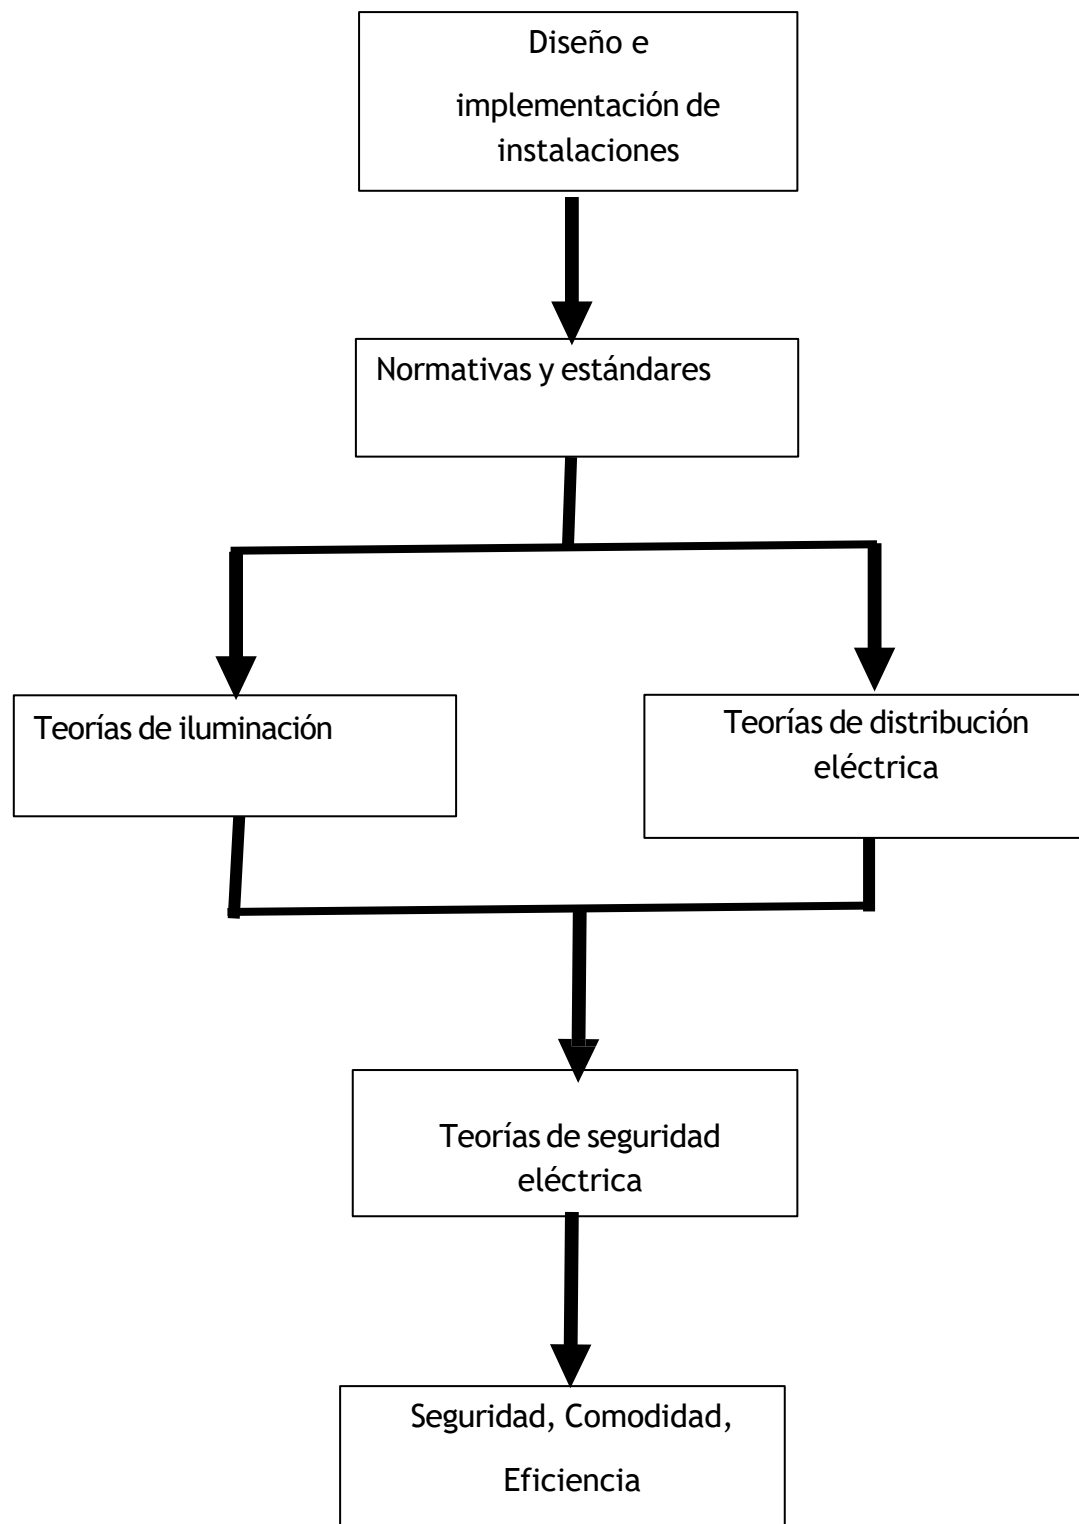 Diseño e
implementación de
instalaciones
Normativas y estándares
Teorías de iluminación
Teorías de distribución
eléctrica
Teorías de seguridad
eléctrica
Seguridad, Comodidad,
Eficiencia